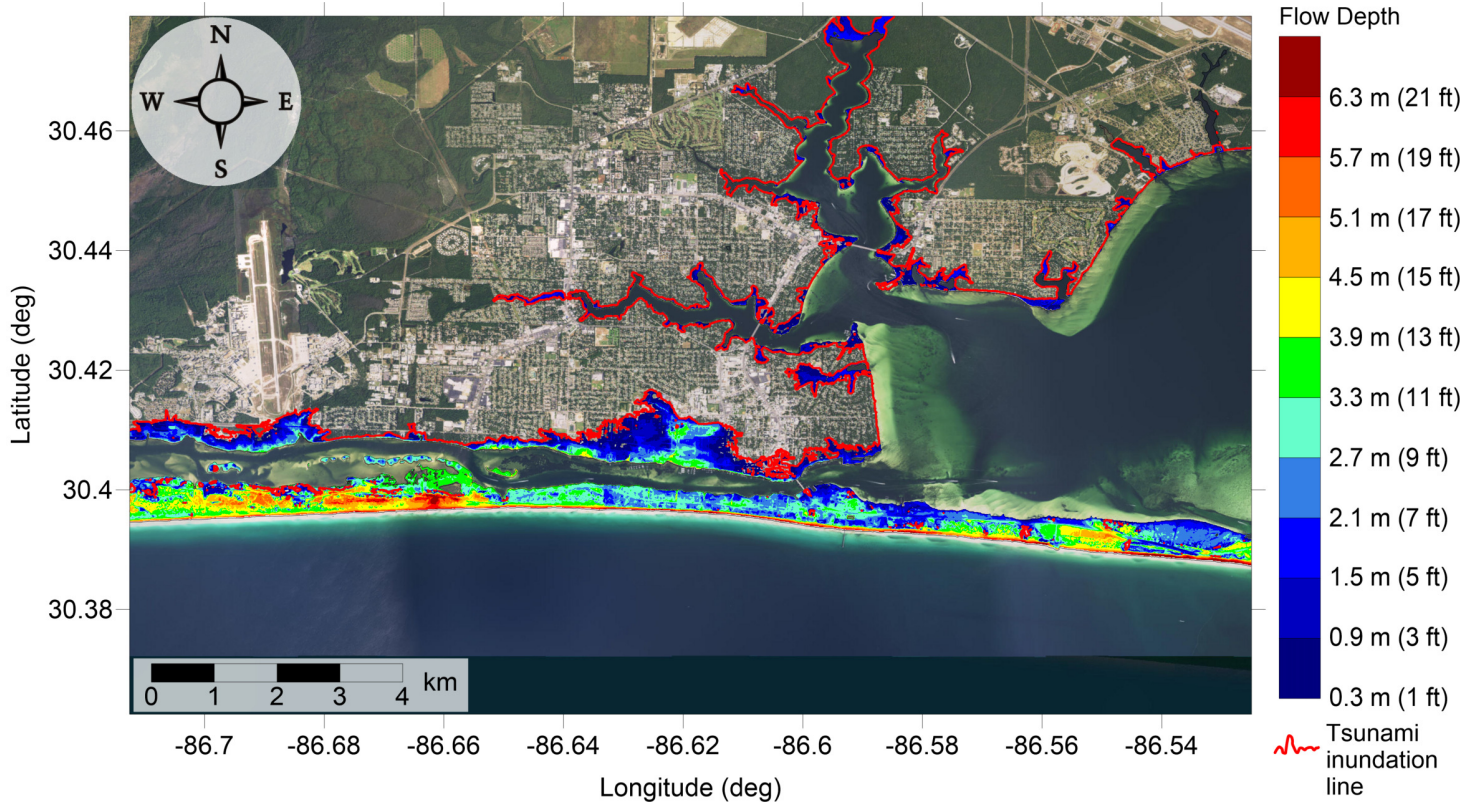 Flow Depth
N
W
E
S
6.3 m (21 ft)
5.7 m (19 ft)
5.1 m (17 ft)
4.5 m (15 ft)
3.9 m (13 ft)
3.3 m (11 ft)
2.7 m (9 ft)
2.1 m (7 ft)
1.5 m (5 ft)
0.9 m (3 ft)
0.3 m (1 ft)
Tsunami
inundation
line
Latitude (deg)
30.46
30.44
30.42
30.4
30.38
0 1 2 3 4 km
-86.7 -86.68 -86.66 -86.64 -86.62 -86.6 -86.58 -86.56 -86.54
Longitude (deg)